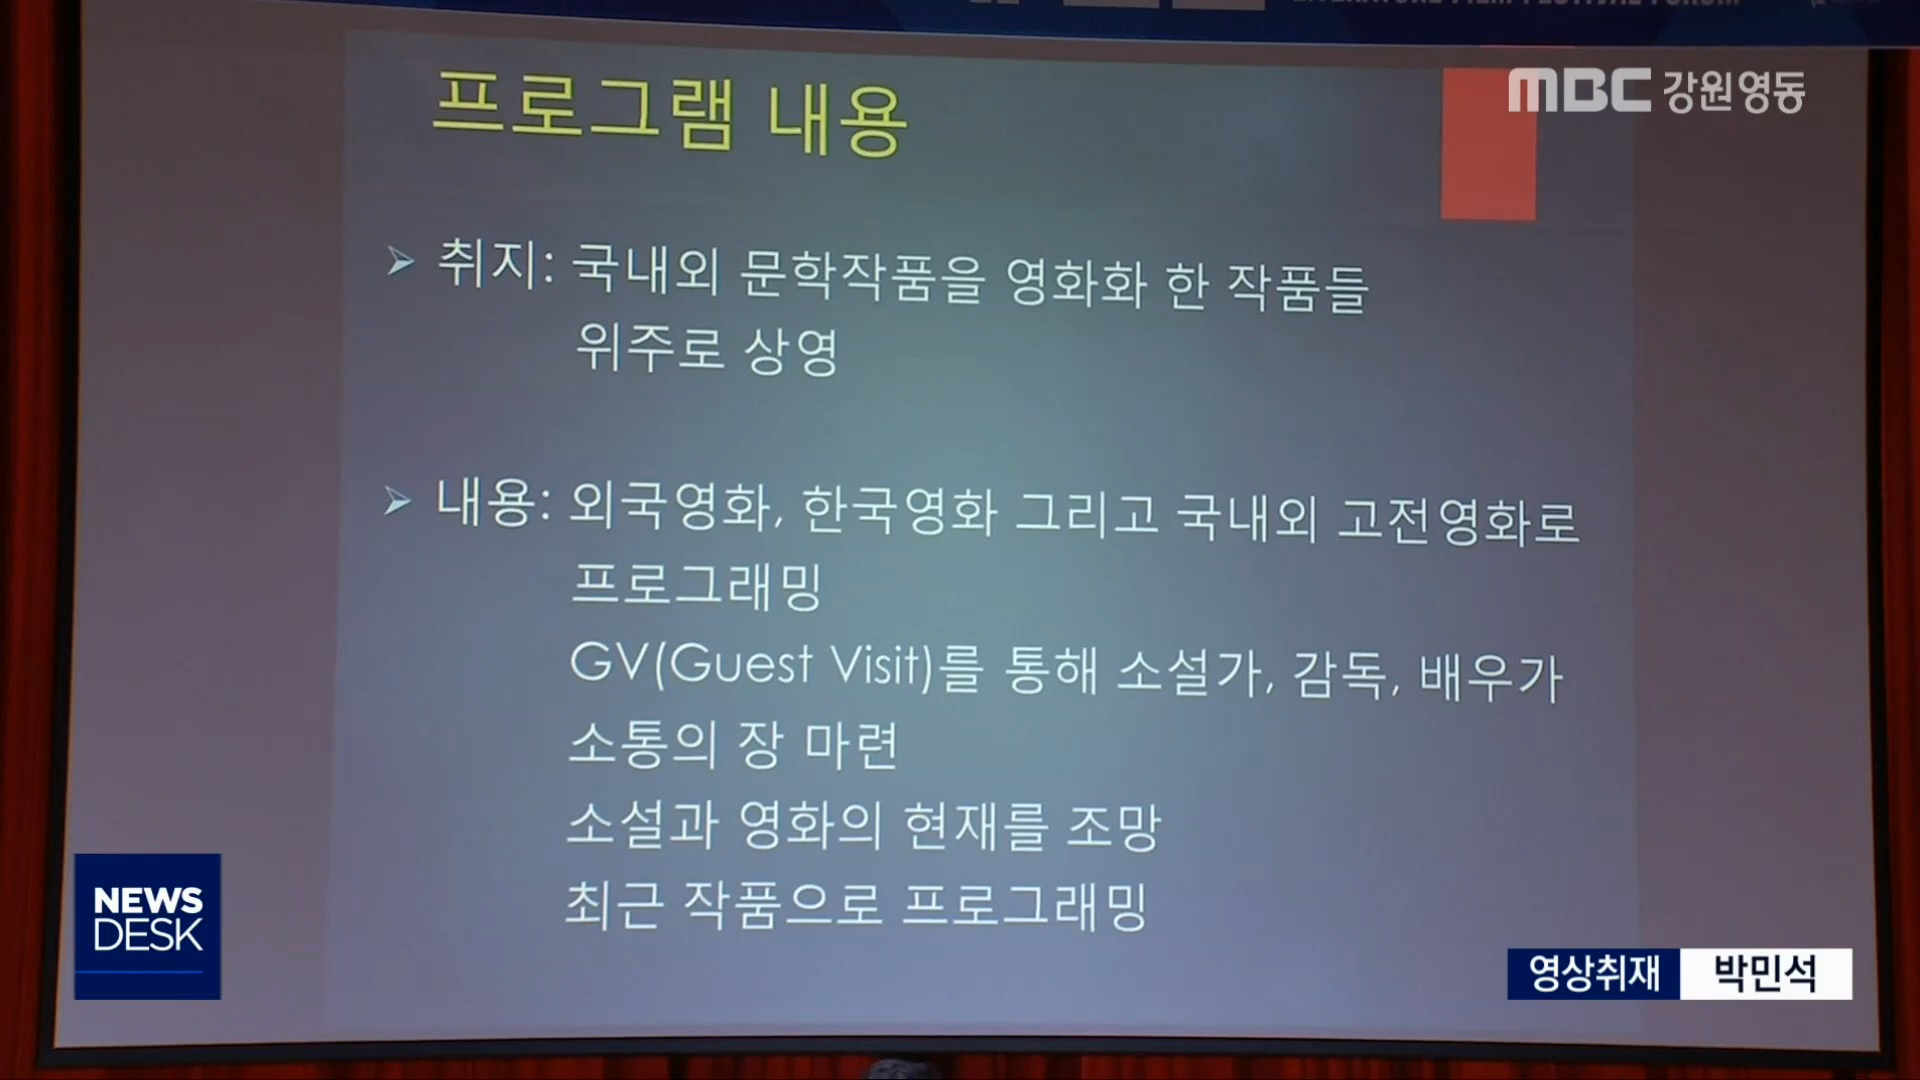 LITERATURE FILM FESTIVAL FORUM
MBC 강원영동
프로그램 내용
➢ 취지: 국내외 문학작품을 영화화 한 작품들
위주로 상영
➢ 내용: 외국영화, 한국영화 그리고 국내외 고전영화로
프로그래밍
GV(Guest Visit)를 통해 소설가, 감독, 배우가
소통의 장 마련
소설과 영화의 현재를 조망
최근 작품으로 프로그래밍
NEWS
DESK
영상취재 박민석